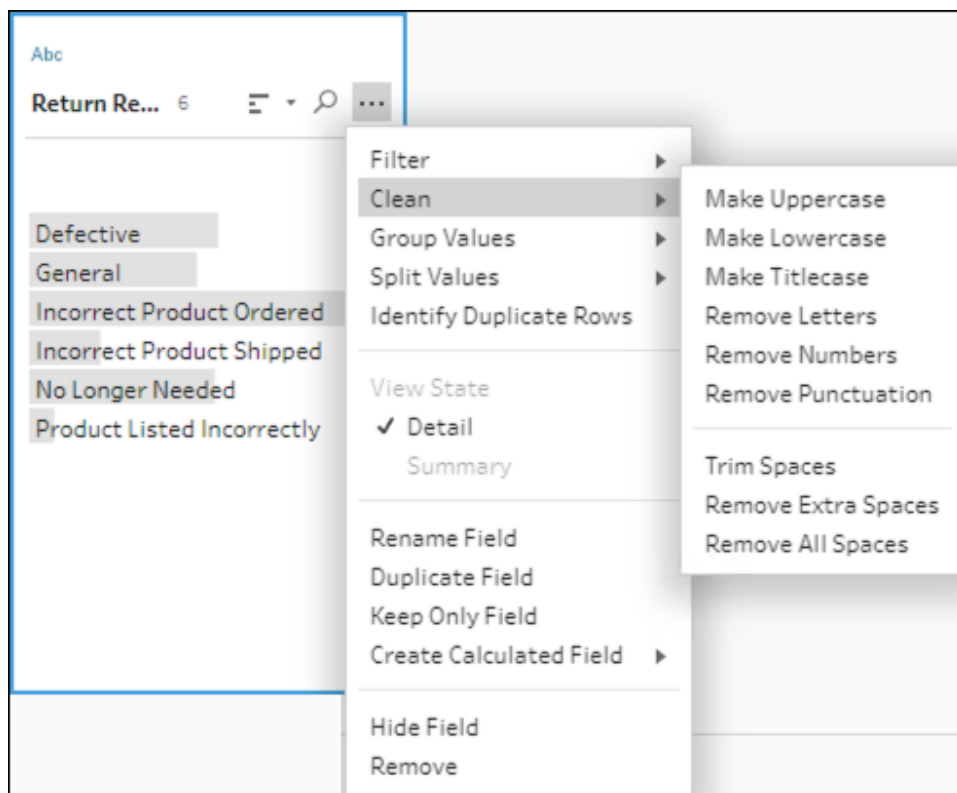 Abc
Return Re... 6
Defective
General
Incorrect Product Ordered
Incorrect Product Shipped
No Longer Needed
Product Listed Incorrectly
Filter
Clean
Group Values
Split Values
Identify Duplicate Rows
View State
✓ Detail
Summary
Rename Field
Duplicate Field
Keep Only Field
Create Calculated Field
Hide Field
Remove
Make Uppercase
Make Lowercase
Make Titlecase
Remove Letters
Remove Numbers
Remove Punctuation
Trim Spaces
Remove Extra Spaces
Remove All Spaces